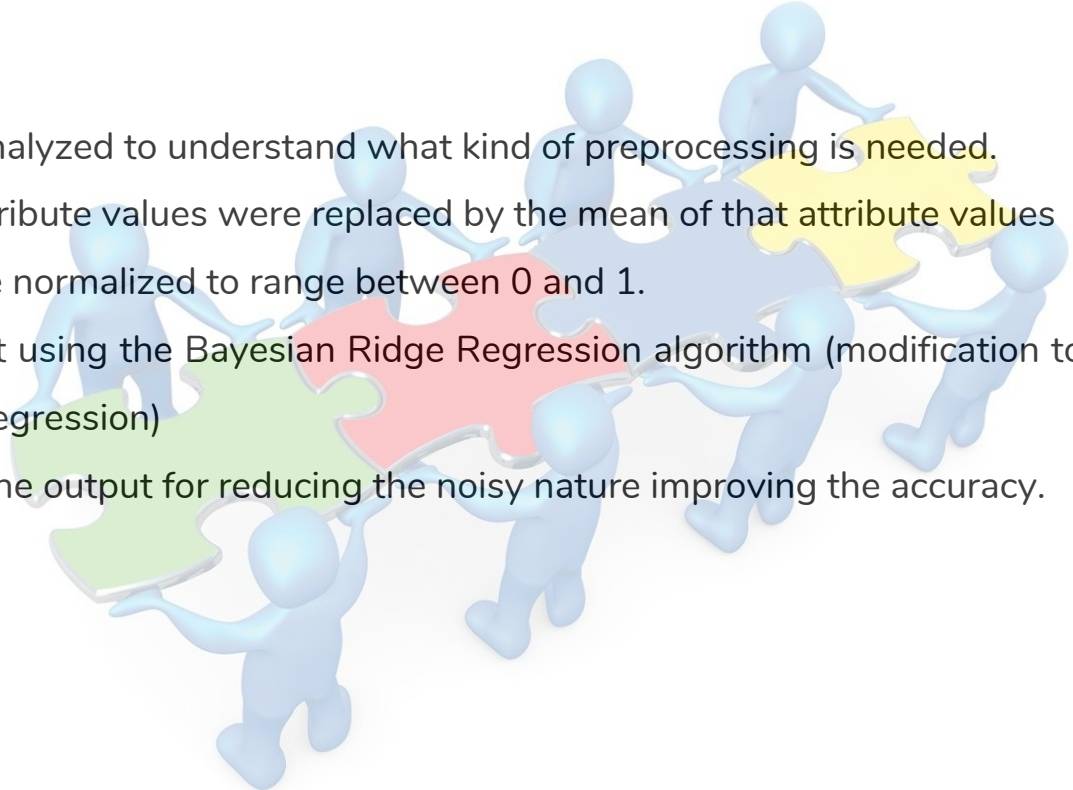 nalyzed to understand what kind of preprocessing is needed.
ribute values were replaced by the mean of that attribute values
e normalized to range between 0 and 1.
t using the Bayesian Ridge Regression algorithm (modification to
egression)
he output for reducing the noisy nature improving the accuracy.